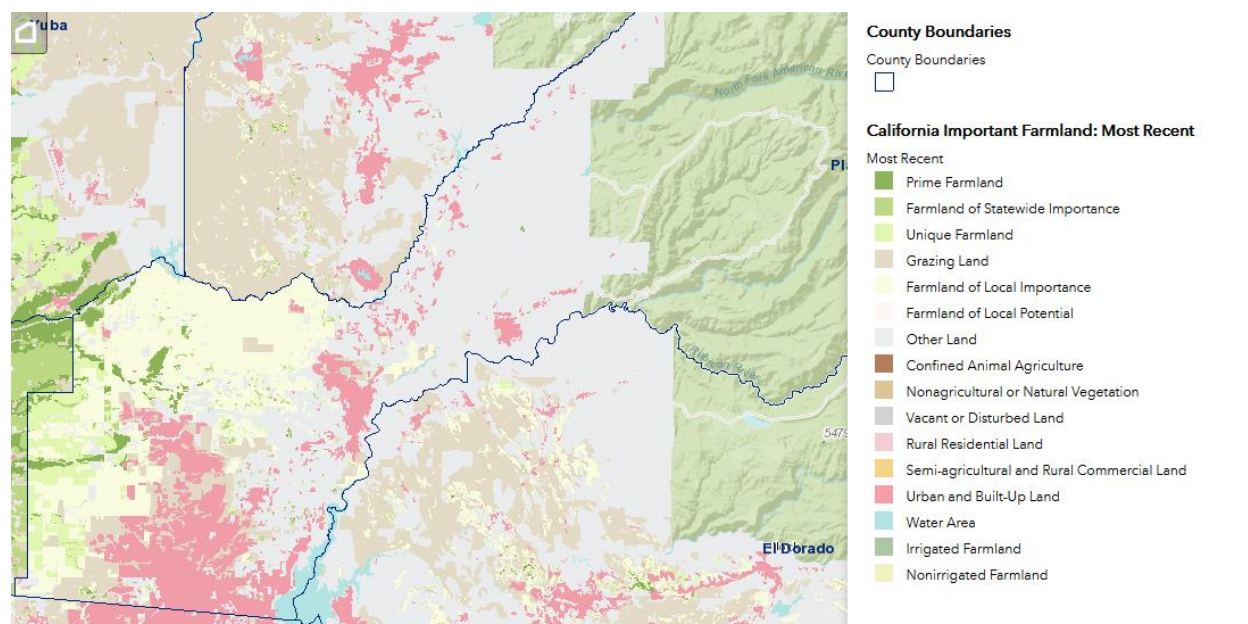 Yuba
North Fork American River
Pl
Rubicon River
5479
El Dorado
County Boundaries
County Boundaries
California Important Farmland: Most Recent
Most Recent
Prime Farmland
Farmland of Statewide Importance
Unique Farmland
Grazing Land
Farmland of Local Importance
Farmland of Local Potential
Other Land
Confined Animal Agriculture
Nonagricultural or Natural Vegetation
Vacant or Disturbed Land
Rural Residential Land
Semi-agricultural and Rural Commercial Land
Urban and Built-Up Land
Water Area
Irrigated Farmland
Nonirrigated Farmland